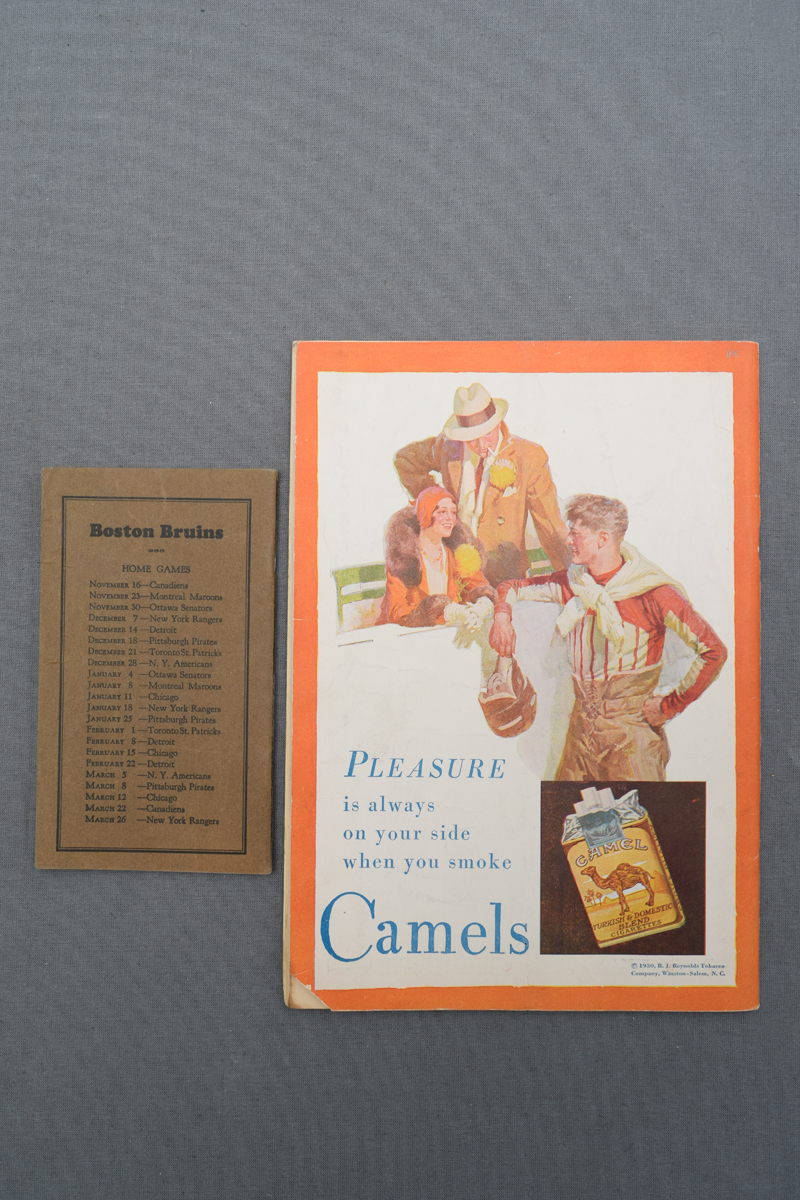 Boston Bruins
HOME GAMES
NOVEMBER 16—Canadiens
NOVEMBER 23—Montreal Maroons
NOVEMBER 30—Ottawa Senators
DECEMBER 7—New York Rangers
DECEMBER 14—Detroit
DECEMBER 18—Pittsburgh Pirates
DECEMBER 21—Toronto St. Patricks
DECEMBER 28—N. Y. Americans
JANUARY 4—Ottawa Senators
JANUARY 8—Montreal Maroons
JANUARY 11—Chicago
JANUARY 18—New York Rangers
JANUARY 25—Pittsburgh Pirates
FEBRUARY 1—Toronto St. Patricks
FEBRUARY 8—Detroit
FEBRUARY 15—Chicago
FEBRUARY 22—Detroit
MARCH 5—N. Y. Americans
MARCH 8—Pittsburgh Pirates
MARCH 12—Chicago
MARCH 22—Canadiens
MARCH 26—New York Rangers
PLEASURE
is always
on your side
when you smoke
Camels
CAMEL
TURKISH & DOMESTIC
BLEND
CIGARETTES
© 1930, R. J. Reynolds Tobacco
Company, Winston-Salem, N. C.